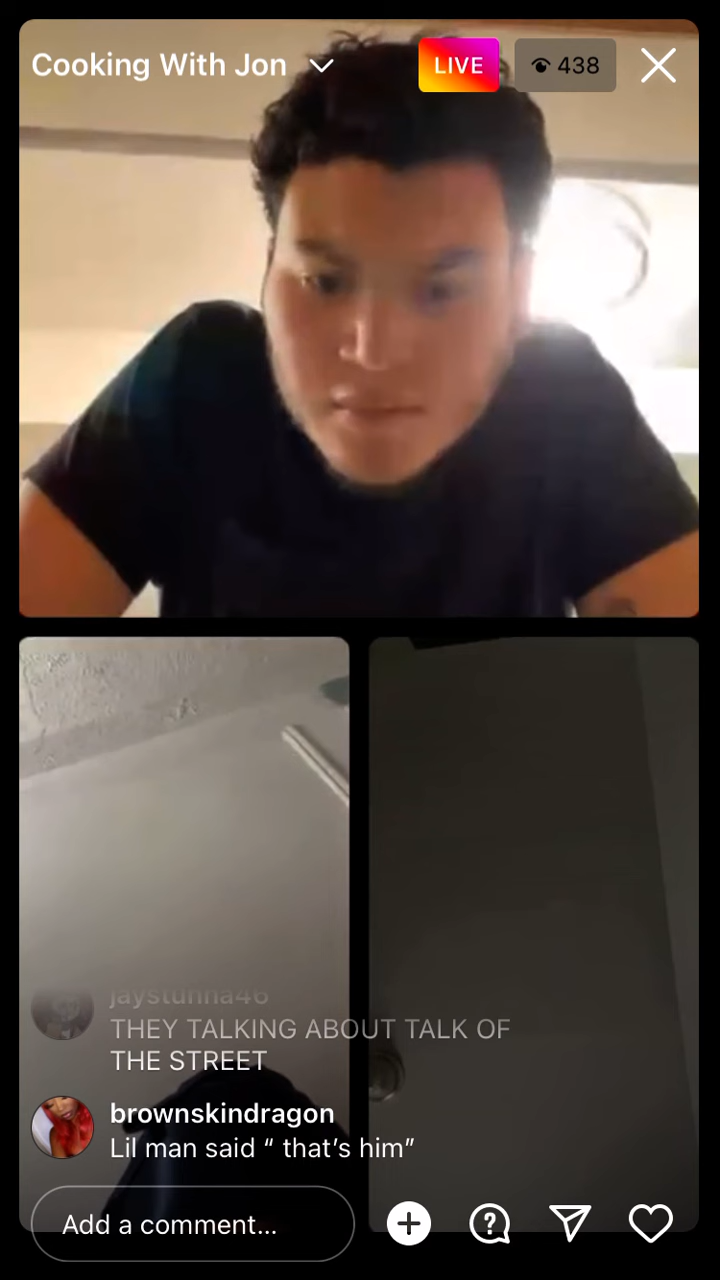 Cooking With Jon
LIVE
438
jaystunna46
THEY TALKING ABOUT TALK OF
THE STREET
brownskindragon
Lil man said “ that’s him”
Add a comment...